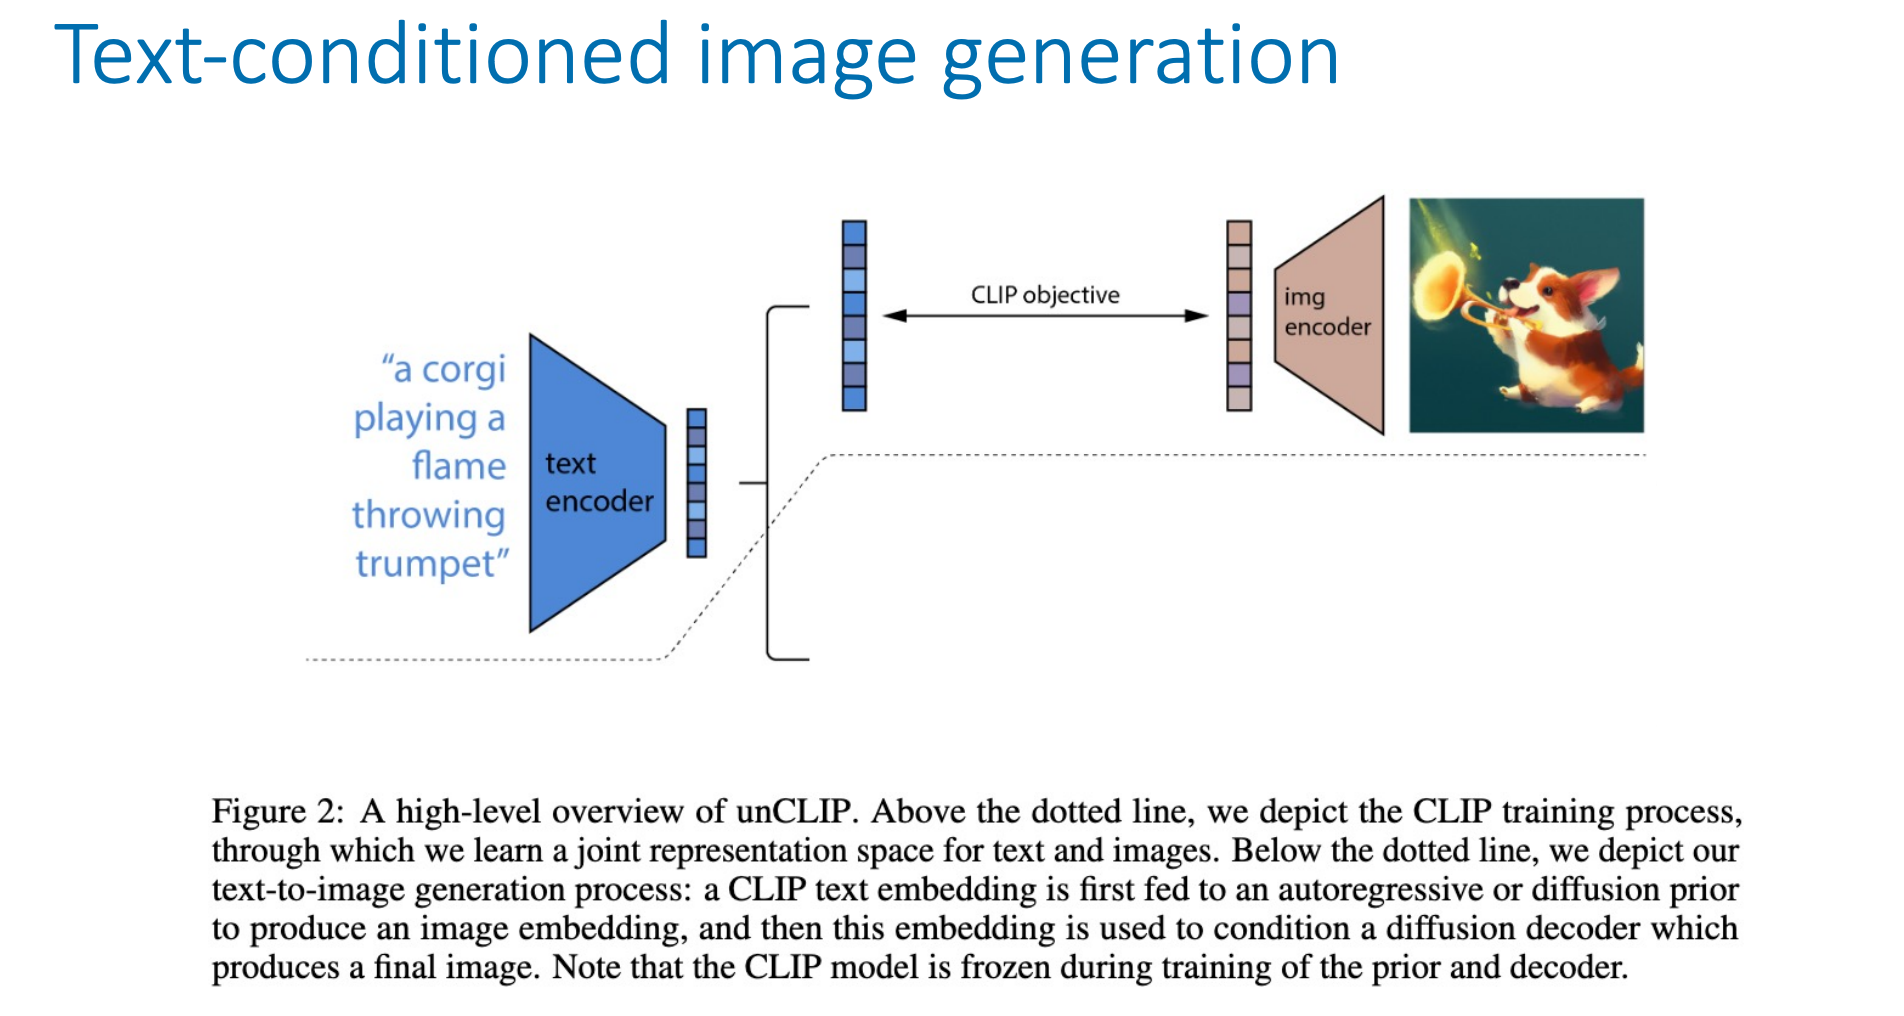 Text-conditioned image generation
“a corgi
playing a
flame
throwing
trumpet”
text
encoder
CLIP objective
img
encoder
Figure 2: A high-level overview of unCLIP. Above the dotted line, we depict the CLIP training process,
through which we learn a joint representation space for text and images. Below the dotted line, we depict our
text-to-image generation process: a CLIP text embedding is first fed to an autoregressive or diffusion prior
to produce an image embedding, and then this embedding is used to condition a diffusion decoder which
produces a final image. Note that the CLIP model is frozen during training of the prior and decoder.